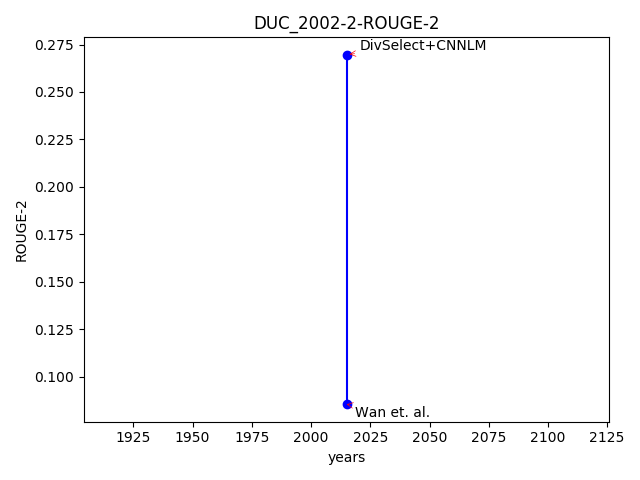 DUC_2002-2-ROUGE-2
DivSelect+CNNLM
0.275
0.250
0.225
0.200
0.175
0.150
0.125
0.100
ROUGE-2
Wan et. al.
1925 1950 1975 2000 2025 2050 2075 2100 2125
years